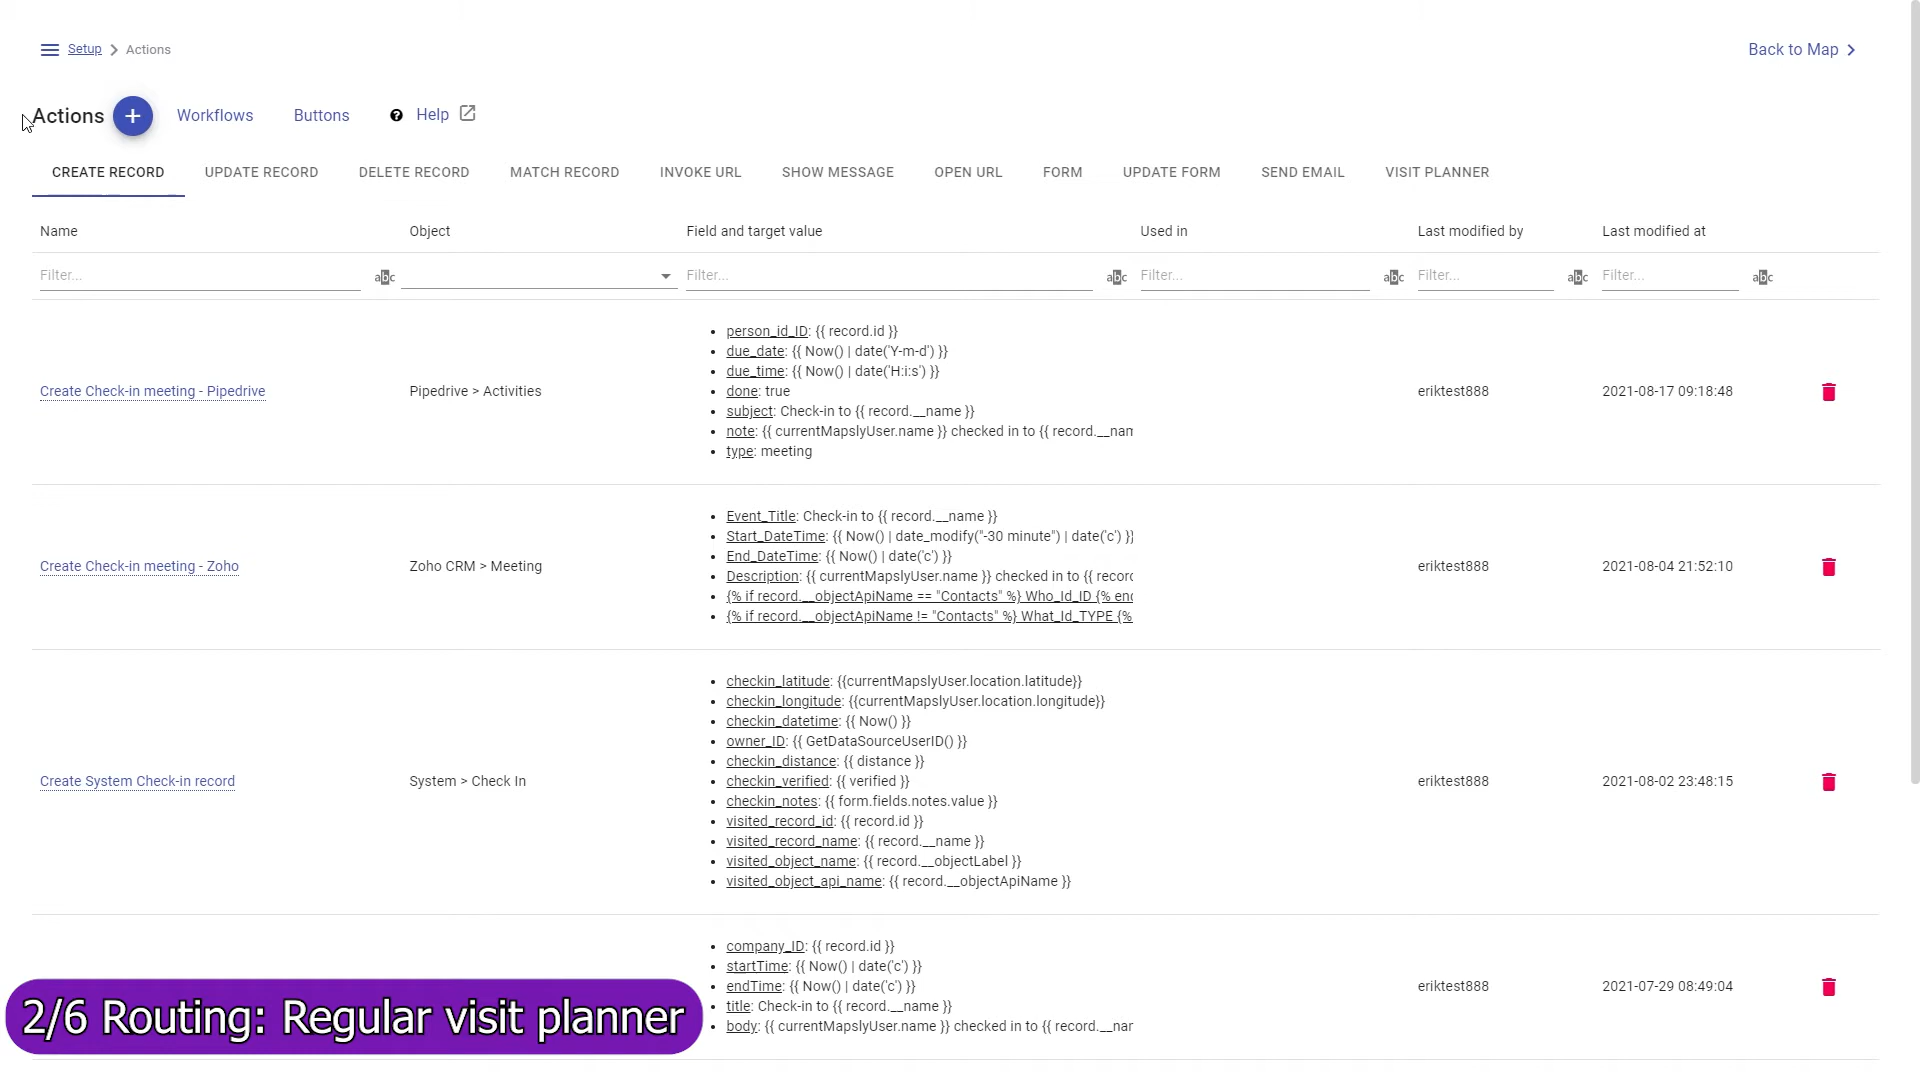 Setup > Actions
Back to Map >
Actions + Workflows Buttons ? Help
CREATE RECORD UPDATE RECORD DELETE RECORD MATCH RECORD INVOKE URL SHOW MESSAGE OPEN URL FORM UPDATE FORM SEND EMAIL VISIT PLANNER
Name Object Field and target value Used in Last modified by Last modified at
Filter... abc Filter... abc Filter... abc Filter... abc Filter... abc
person_id_ID: {{ record.id }}
due_date: {{ Now() | date('Y-m-d') }}
due_time: {{ Now() | date('H:i:s') }}
Create Check-in meeting - Pipedrive Pipedrive > Activities done: true eriktest888 2021-08-17 09:18:48
subject: Check-in to {{ record.__name }}
note: {{ currentMapslyUser.name }} checked in to {{ record.__nam
type: meeting
Event_Title: Check-in to {{ record.__name }}
Start_DateTime: {{ Now() | date_modify("-30 minute") | date('c') }}
End_DateTime: {{ Now() | date('c') }}
Create Check-in meeting - Zoho Zoho CRM > Meeting eriktest888 2021-08-04 21:52:10
Description: {{ currentMapslyUser.name }} checked in to {{ record
{% if record.__objectApiName == "Contacts" %} Who_Id_ID {% end
{% if record.__objectApiName != "Contacts" %} What_Id_TYPE {%
checkin_latitude: {{currentMapslyUser.location.latitude}}
checkin_longitude: {{currentMapslyUser.location.longitude}}
checkin_datetime: {{ Now() }}
owner_ID: {{ GetDataSourceUserID() }}
checkin_distance: {{ distance }}
Create System Check-in record System > Check In checkin_verified: {{ verified }} eriktest888 2021-08-02 23:48:15
checkin_notes: {{ form.fields.notes.value }}
visited_record_id: {{ record.id }}
visited_record_name: {{ record.__name }}
visited_object_name: {{ record.__objectLabel }}
visited_object_api_name: {{ record.__objectApiName }}
company_ID: {{ record.id }}
startTime: {{ Now() | date('c') }}
endTime: {{ Now() | date('c') }} eriktest888 2021-07-29 08:49:04
title: Check-in to {{ record.__name }}
body: {{ currentMapslyUser.name }} checked in to {{ record.__nar
2/6 Routing: Regular visit planner